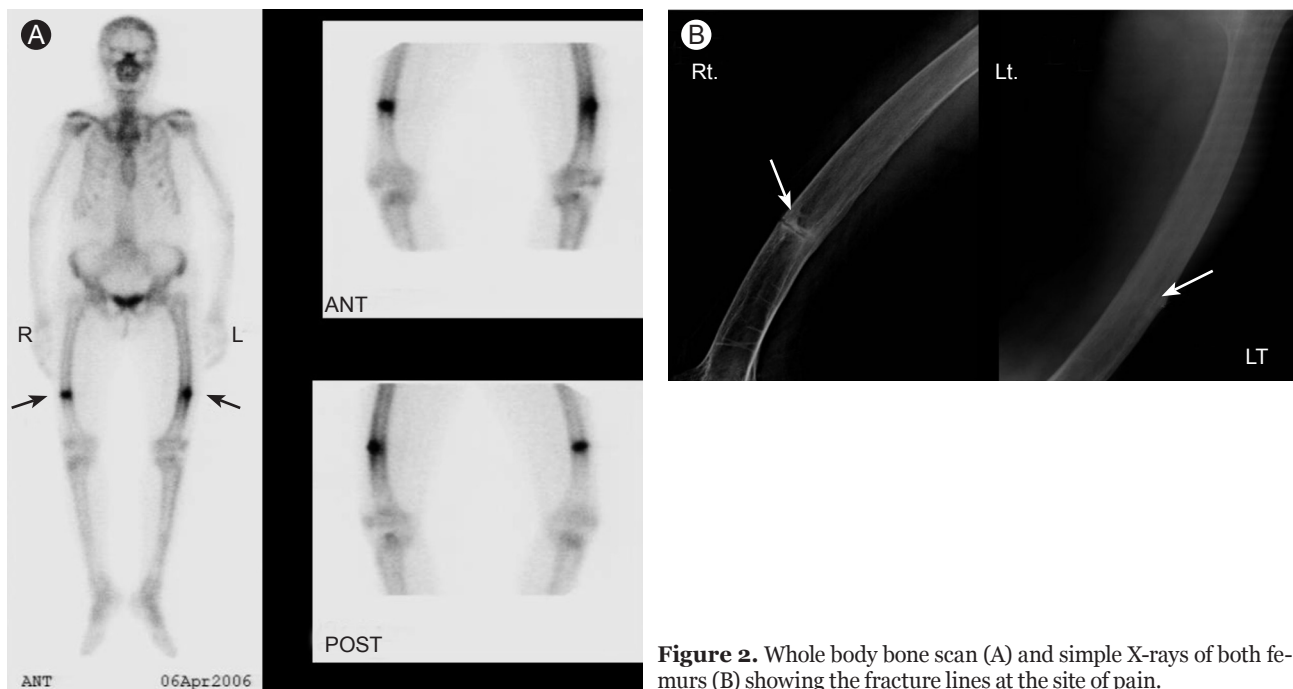 A
R
L
ANT
06Apr2006
ANT
POST
B
Rt.
Lt.
LT
Figure 2. Whole body bone scan (A) and simple X-rays of both fe-
murs (B) showing the fracture lines at the site of pain.